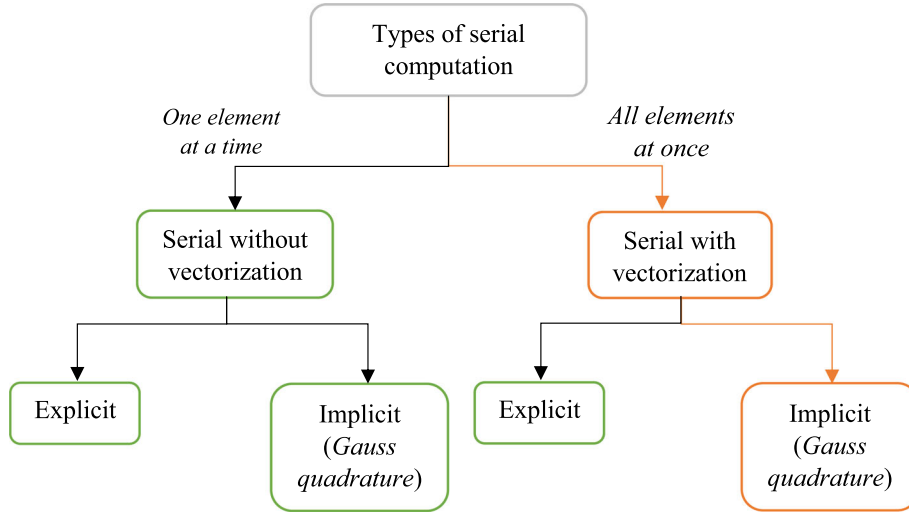 Types of serial
computation
One element
at a time
All elements
at once
Serial without
vectorization
Serial with
vectorization
Explicit
Implicit
(Gauss
quadrature)
Explicit
Implicit
(Gauss
quadrature)